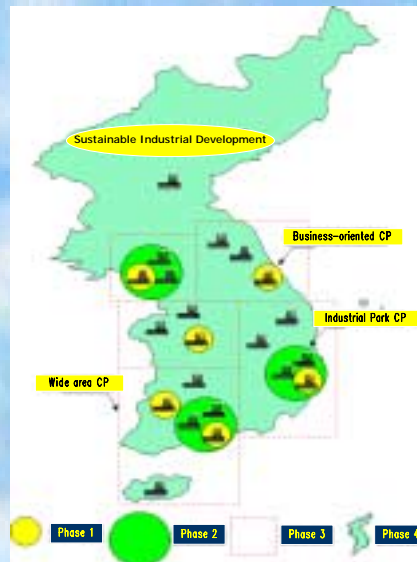 Sustainable Industrial Development
Business-oriented CP
Industrial Park CP
Wide area CP
Phase 1
Phase 2
Phase 3
Phase 4